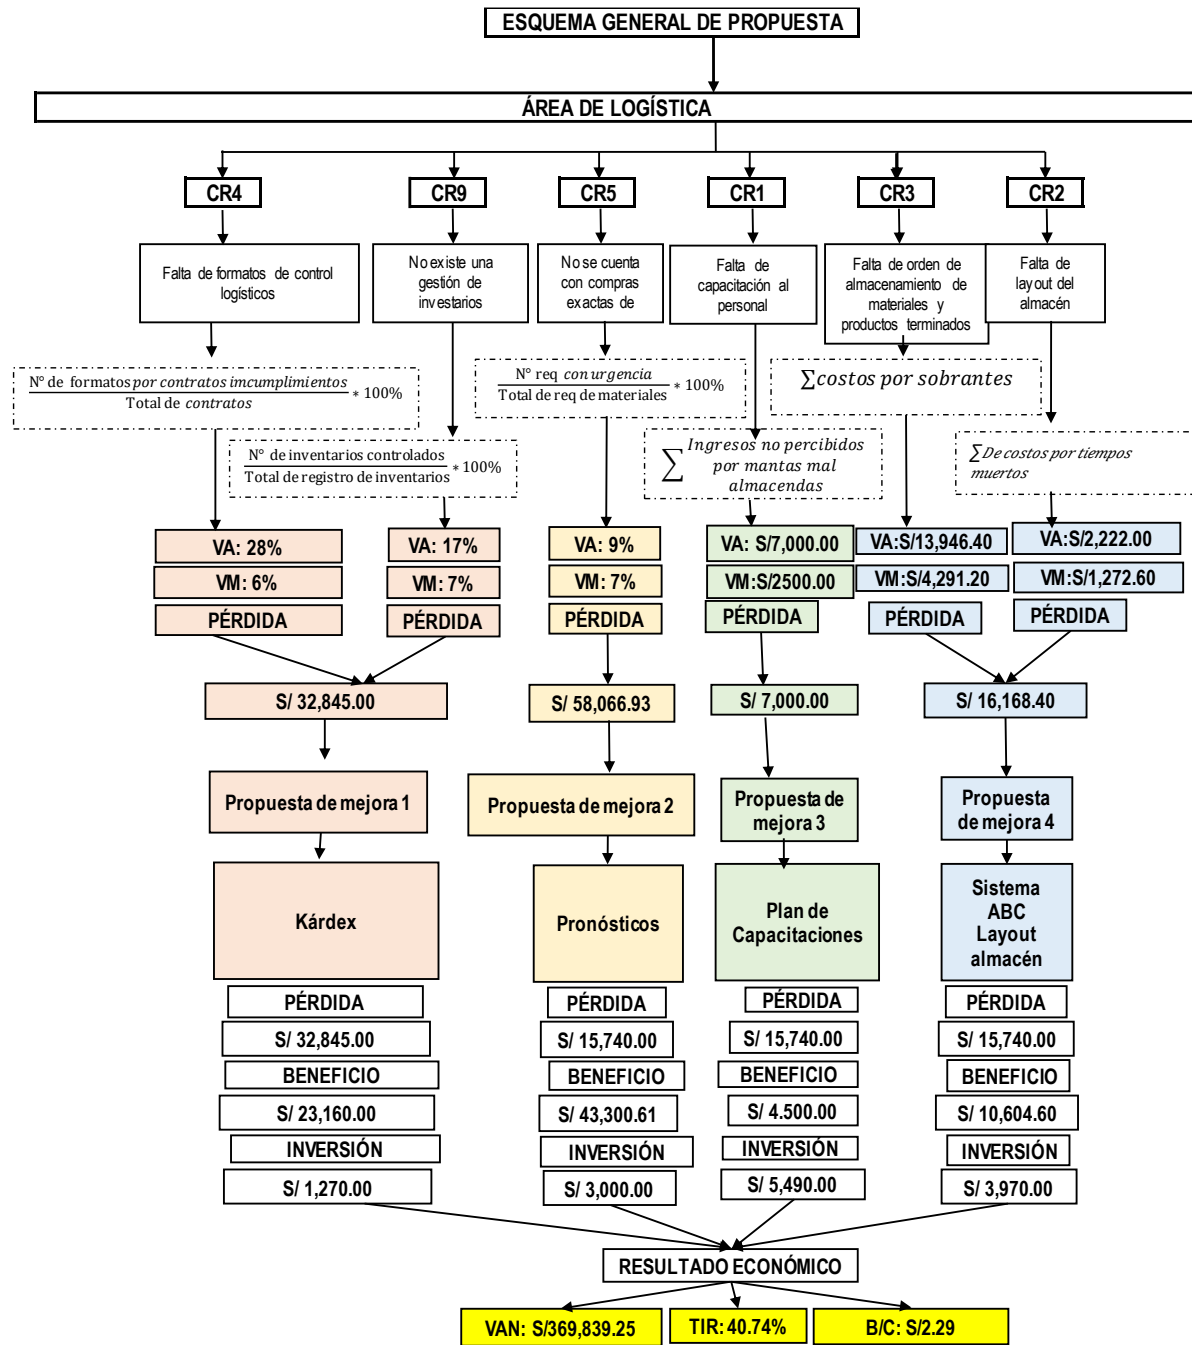 ESQUEMA GENERAL DE PROPUESTA
ÁREA DE LOGÍSTICA
CR4
CR9
CR5
CR1
CR3
CR2
Falta de formatos de control
logísticos
No existe una
gestión de
investarios
No se cuenta
con compras
exactas de
Falta de
capacitación al
personal
Falta de orden de
almacenamiento de
materiales y
productos terminados
Falta de
layout del
almacén
N° de formatos por contratos imcumplimientos
Total de contratos
* 100%
N° de inventarios controlados
Total de registro de inventarios
* 100%
N° req con urgencia
Total de req de materiales
* 100%
∑ Ingresos no percibidos
por mantas mal
almacendas
∑costos por sobrantes
∑De costos por tiempos
muertos
VA: 28%
VM: 6%
PÉRDIDA
VA: 17%
VM: 7%
PÉRDIDA
VA: 9%
VM: 7%
PÉRDIDA
VA: S/7,000.00
VM:S/2500.00
PÉRDIDA
VA:S/13,946.40
VM:S/4,291.20
PÉRDIDA
VA:S/2,222.00
VM:S/1,272.60
PÉRDIDA
S/ 32,845.00
S/ 58,066.93
S/ 7,000.00
S/ 16,168.40
Propuesta de mejora 1
Propuesta de mejora 2
Propuesta de
mejora 3
Propuesta
de mejora 4
Kárdex
Pronósticos
Plan de
Capacitaciones
Sistema
ABC
Layout
almacén
PÉRDIDA
S/ 32,845.00
BENEFICIO
S/ 23,160.00
INVERSIÓN
S/ 1,270.00
PÉRDIDA
S/ 15,740.00
BENEFICIO
S/ 43,300.61
INVERSIÓN
S/ 3,000.00
PÉRDIDA
S/ 15,740.00
BENEFICIO
S/ 4.500.00
INVERSIÓN
S/ 5,490.00
PÉRDIDA
S/ 15,740.00
BENEFICIO
S/ 10,604.60
INVERSIÓN
S/ 3,970.00
RESULTADO ECONÓMICO
VAN: S/369,839.25
TIR: 40.74%
B/C: S/2.29